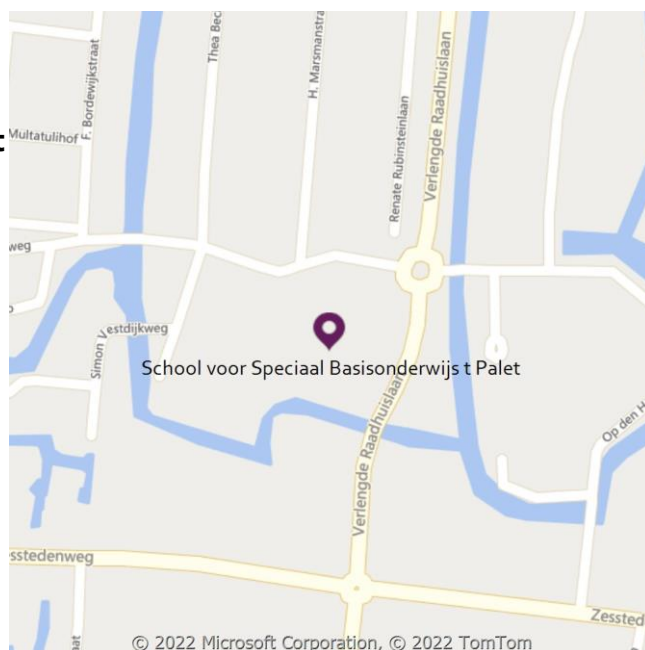 Thea Bec
H. Marsmanstra
F. Bordewijkstraat
Multatulihof
t
Renate Rubinsteinlaan
Verlengde Raadhuislaan
weg
Simon Vestdijkweg
School voor Speciaal Basisonderwijs t Palet
Verlengde Raadhuislaan
Op den H
sstedenweg
Zessted
aat
© 2022 Microsoft Corporation, © 2022 TomTom